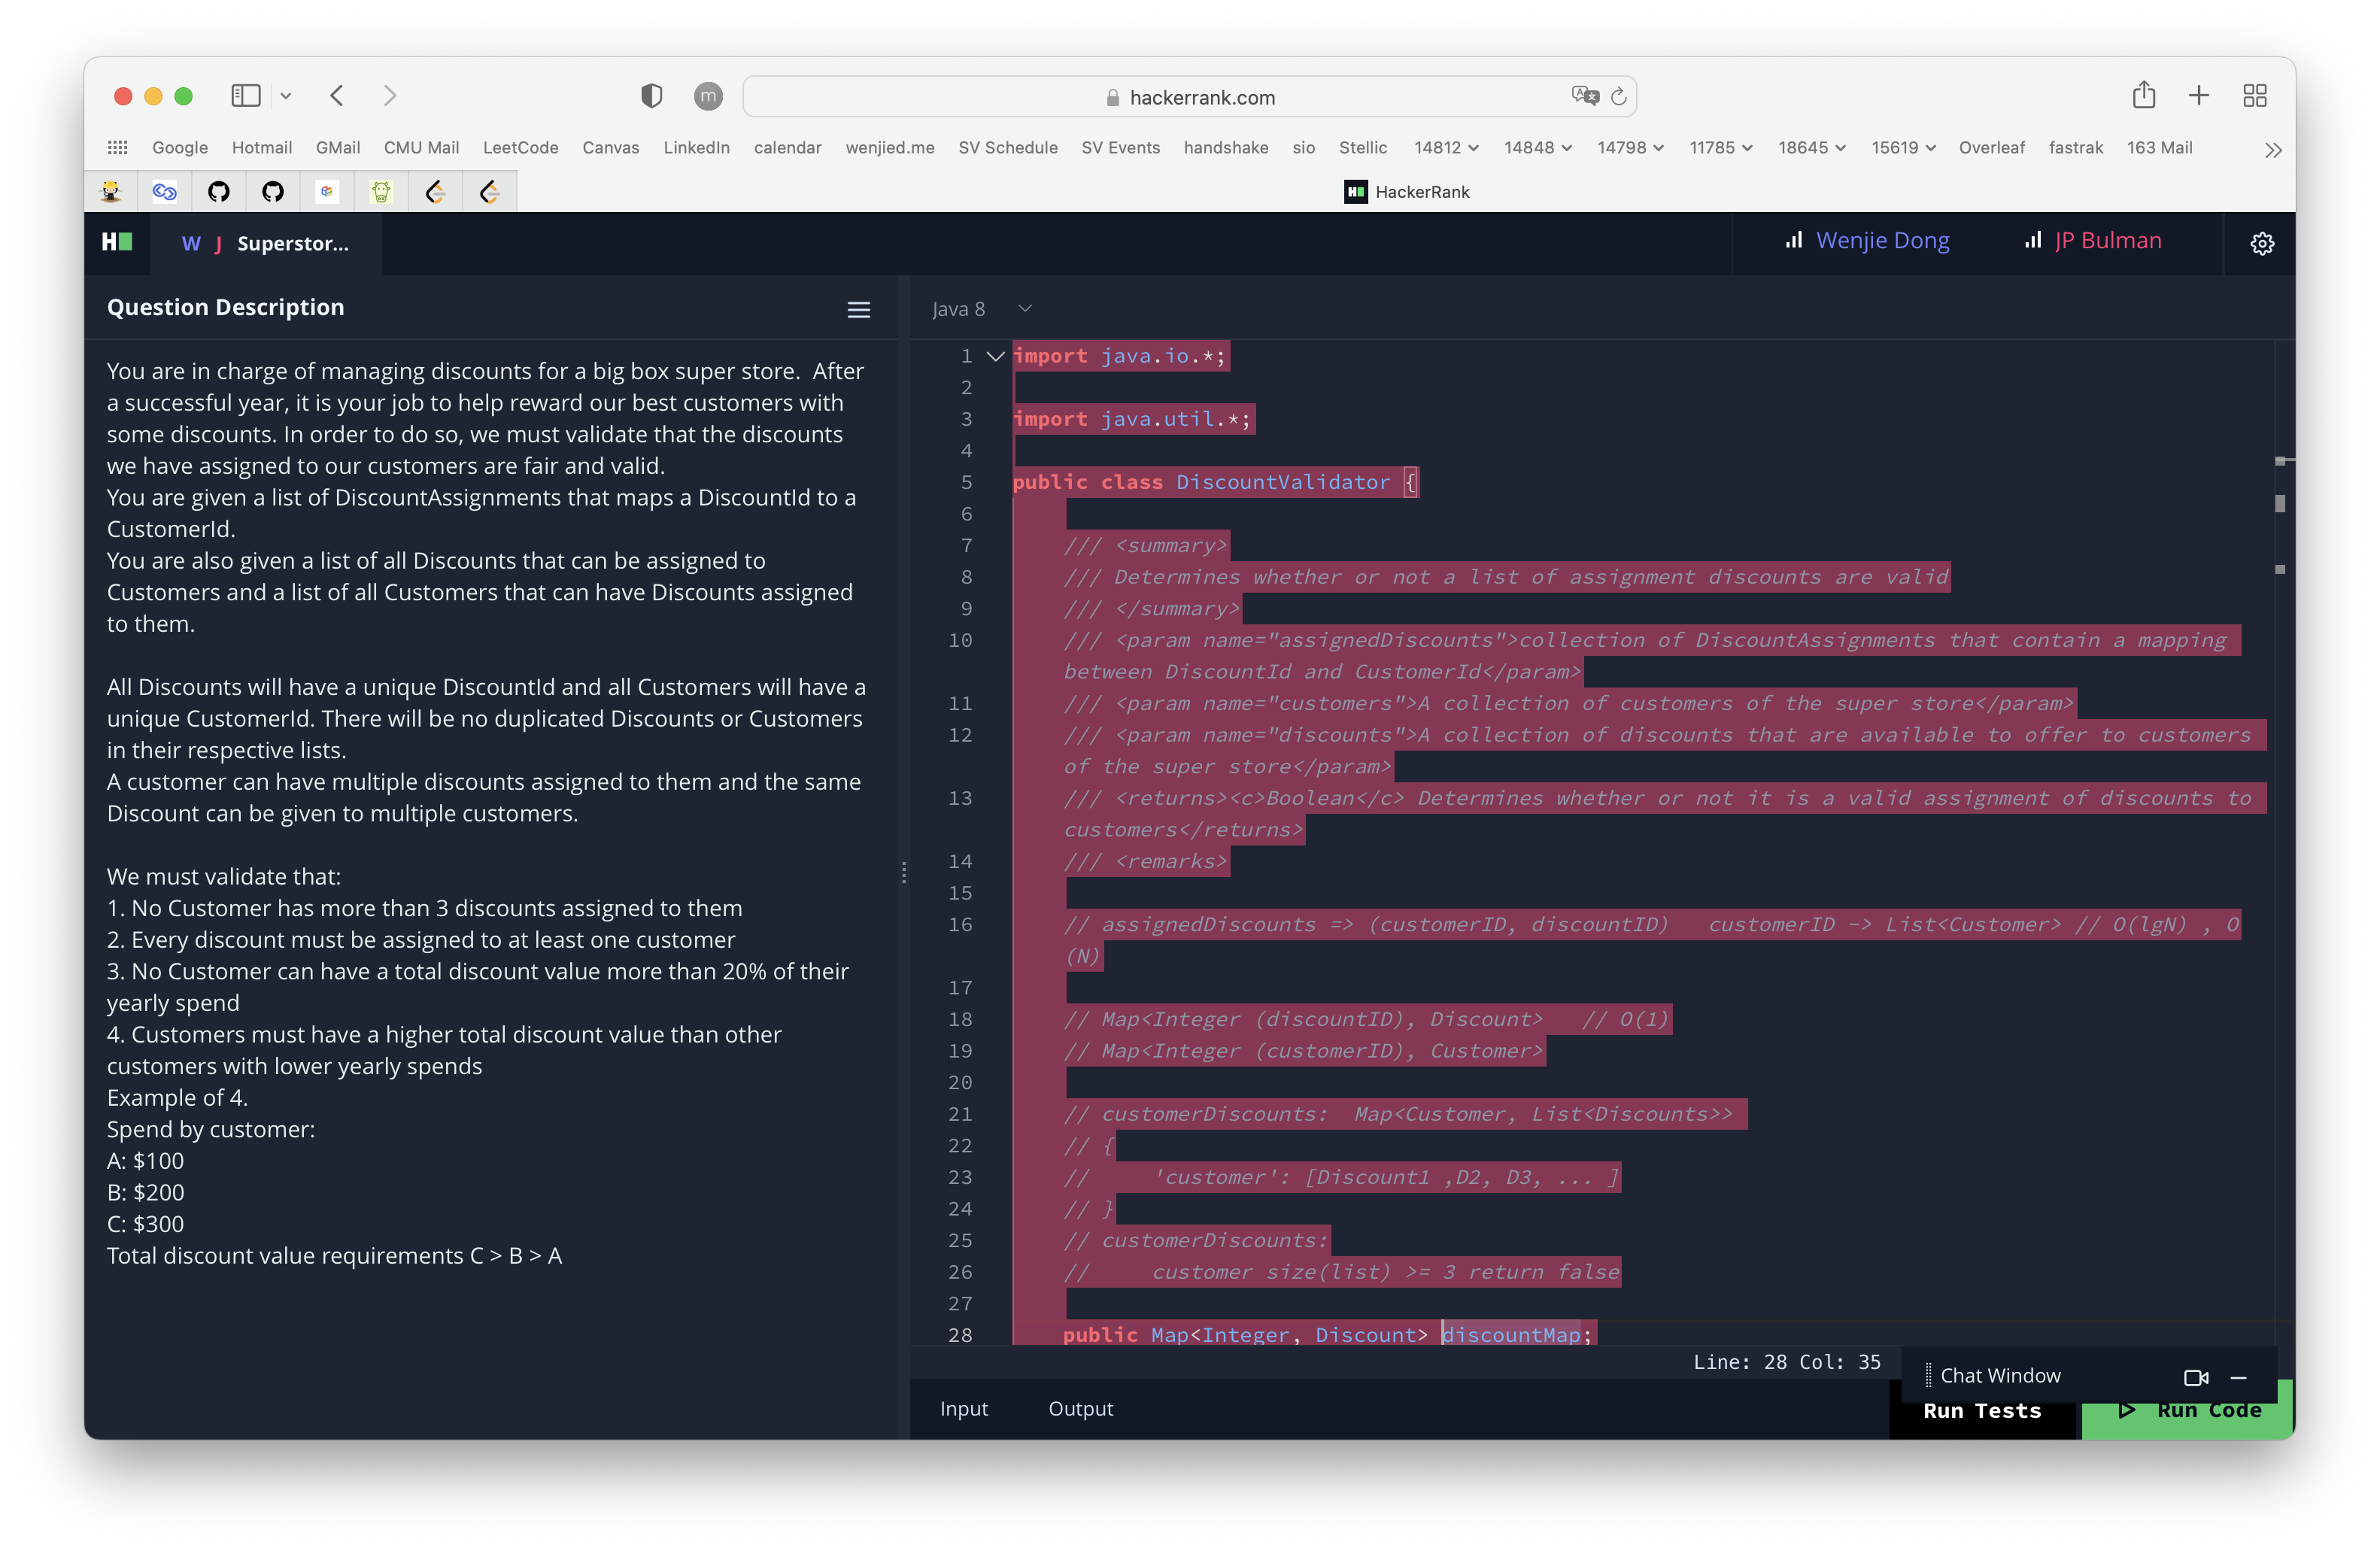 m
hackerrank.com
Google Hotmail GMail CMU Mail LeetCode Canvas LinkedIn calendar wenjied.me SV Schedule SV Events handshake sio Stellic 14812 14848 14798 11785 18645 15619 Overleaf fastrak 163 Mail
HackerRank
H W J Superstor... Wenjie Dong JP Bulman
Question Description
You are in charge of managing discounts for a big box super store. After
a successful year, it is your job to help reward our best customers with
some discounts. In order to do so, we must validate that the discounts
we have assigned to our customers are fair and valid.
You are given a list of DiscountAssignments that maps a DiscountId to a
CustomerId.
You are also given a list of all Discounts that can be assigned to
Customers and a list of all Customers that can have Discounts assigned
to them.
All Discounts will have a unique DiscountId and all Customers will have a
unique CustomerId. There will be no duplicated Discounts or Customers
in their respective lists.
A customer can have multiple discounts assigned to them and the same
Discount can be given to multiple customers.
We must validate that:
1. No Customer has more than 3 discounts assigned to them
2. Every discount must be assigned to at least one customer
3. No Customer can have a total discount value more than 20% of their
yearly spend
4. Customers must have a higher total discount value than other
customers with lower yearly spends
Example of 4.
Spend by customer:
A: $100
B: $200
C: $300
Total discount value requirements C > B > A
Java 8
1 import java.io.*;
2
3 import java.util.*;
4
5 public class DiscountValidator {
6
7 /// <summary>
8 /// Determines whether or not a list of assignment discounts are valid
9 /// </summary>
10 /// <param name="assignedDiscounts">collection of DiscountAssignments that contain a mapping
between DiscountId and CustomerId</param>
11 /// <param name="customers">A collection of customers of the super store</param>
12 /// <param name="discounts">A collection of discounts that are available to offer to customers
of the super store</param>
13 /// <returns><c>Boolean</c> Determines whether or not it is a valid assignment of discounts to
customers</returns>
14 /// <remarks>
15
16 // assignedDiscounts => (customerID, discountID) customerID -> List<Customer> // O(lgN) , O
(N)
17
18 // Map<Integer (discountID), Discount> // O(1)
19 // Map<Integer (customerID), Customer>
20
21 // customerDiscounts: Map<Customer, List<Discounts>>
22 // {
23 // 'customer': [Discount1 ,D2, D3, ... ]
24 // }
25 // customerDiscounts:
26 // customer size(list) >= 3 return false
27
28 public Map<Integer, Discount> discountMap;
Line: 28 Col: 35
Chat Window
Input Output Run Tests Run Code